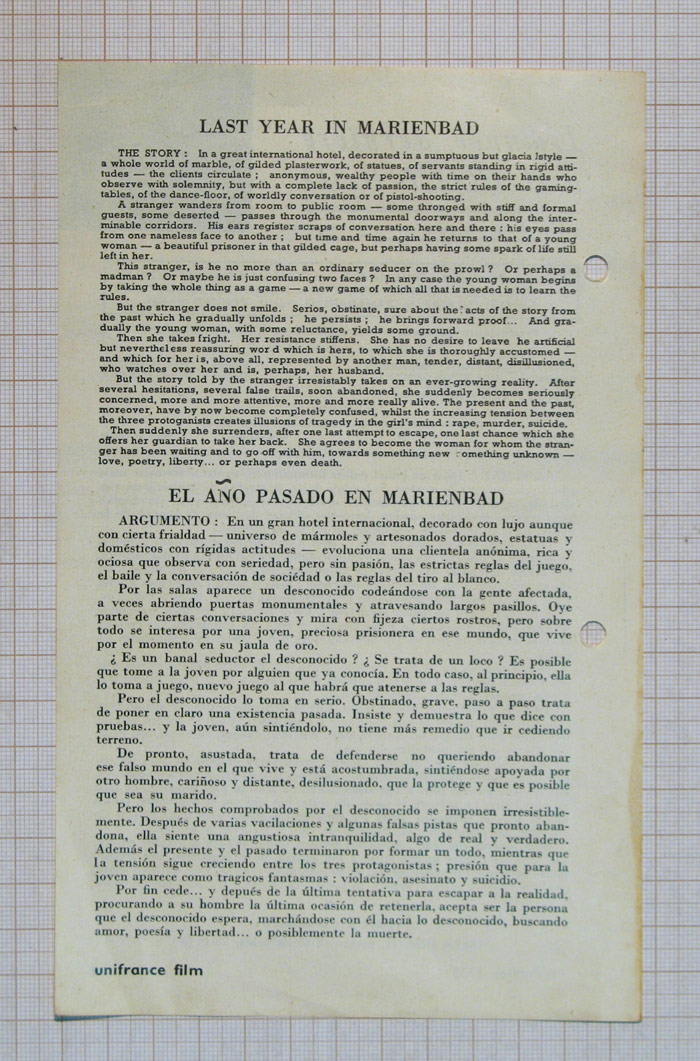 LAST YEAR IN MARIENBAD
THE STORY : In a great international hotel, decorated in a sumptuous but glacia lstyle —
a whole world of marble, of gilded plasterwork, of statues, of servants standing in rigid atti-
tudes — the clients circulate ; anonymous, wealthy people with time on their hands who
observe with solemnity, but with a complete lack of passion, the strict rules of the gaming-
tables, of the dance-floor, of worldly conversation or of pistol-shooting.
A stranger wanders from room to public room — some thronged with stiff and formal
guests, some deserted — passes through the monumental doorways and along the inter-
minable corridors. His ears register scraps of conversation here and there : his eyes pass
from one nameless face to another ; but time and time again he returns to that of a young
woman — a beautiful prisoner in that gilded cage, but perhaps having some spark of life still
left in her.
This stranger, is he no more than an ordinary seducer on the prowl ? Or perhaps a
madman ? Or maybe he is just confusing two faces ? In any case the young woman begins
by taking the whole thing as a game — a new game of which all that is needed is to learn the
rules.
But the stranger does not smile. Serios, obstinate, sure about the : acts of the story from
the past which he gradually unfolds ; he persists ; he brings forward proof... And gra-
dually the young woman, with some reluctance, yields some ground.
Then she takes fright. Her resistance stiffens. She has no desire to leave he artificial
but nevertheless reassuring wor d which is hers, to which she is thoroughly accustomed —
and which for her is, above all, represented by another man, tender, distant, disillusioned,
who watches over her and is, perhaps, her husband.
But the story told by the stranger irresistably takes on an ever-growing reality. After
several hesitations, several false trails, soon abandoned, she suddenly becomes seriously
concerned, more and more attentive, more and more really alive. The present and the past,
moreover, have by now become completely confused, whilst the increasing tension between
the three protoganists creates illusions of tragedy in the girl's mind : rape, murder, suicide.
Then suddenly she surrenders, after one last attempt to escape, one last chance which she
offers her guardian to take her back. She agrees to become the woman for whom the stran-
ger has been waiting and to go off with him, towards something new : omething unknown —
love, poetry, liberty... or perhaps even death.
EL AÑO PASADO EN MARIENBAD
ARGUMENTO : En un gran hotel internacional, decorado con lujo aunque
con cierta frialdad — universo de mármoles y artesonados dorados, estatuas y
domésticos con rígidas actitudes — evoluciona una clientela anónima, rica y
ociosa que observa con seriedad, pero sin pasión, las estrictas reglas del juego,
el baile y la conversación de sociédad o las reglas del tiro al blanco.
Por las salas aparece un desconocido codeándose con la gente afectada,
a veces abriendo puertas monumentales y atravesando largos pasillos. Oye
parte de ciertas conversaciones y mira con fijeza ciertos rostros, pero sobre
todo se interesa por una joven, preciosa prisionera en ese mundo, que vive
por el momento en su jaula de oro.
¿ Es un banal seductor el desconocido ? ¿ Se trata de un loco ? Es posible
que tome a la joven por alguien que ya conocía. En todo caso, al principio, ella
lo toma a juego, nuevo juego al que habrá que atenerse a las reglas.
Pero el desconocido lo toma en serio. Obstinado, grave, paso a paso trata
de poner en claro una existencia pasada. Insiste y demuestra lo que dice con
pruebas... y la joven, aún sintiéndolo, no tiene más remedio que ir cediendo
terreno.
De pronto, asustada, trata de defenderse no queriendo abandonar
ese falso mundo en el que vive y está acostumbrada, sintiéndose apoyada por
otro hombre, cariñoso y distante, desilusionado, que la protege y que es posible
que sea su marido.
Pero los hechos comprobados por el desconocido se imponen irresistible-
mente. Después de varias vacilaciones y algunas falsas pistas que pronto aban-
dona, ella siente una angustiosa intranquilidad, algo de real y verdadero.
Además el presente y el pasado terminaron por formar un todo, mientras que
la tensión sigue creciendo entre los tres protagonistas ; presión que para la
joven aparece como tragicos fantasmas : violación, asesinato y suicidio.
Por fin cede... y depués de la última tentativa para escapar a la realidad,
procurando a su hombre la última ocasión de retenerla, acepta ser la persona
que el desconocido espera, marchándose con él hacia lo desconocido, buscando
amor, poesía y libertad... o posiblemente la muerte.
unifrance film